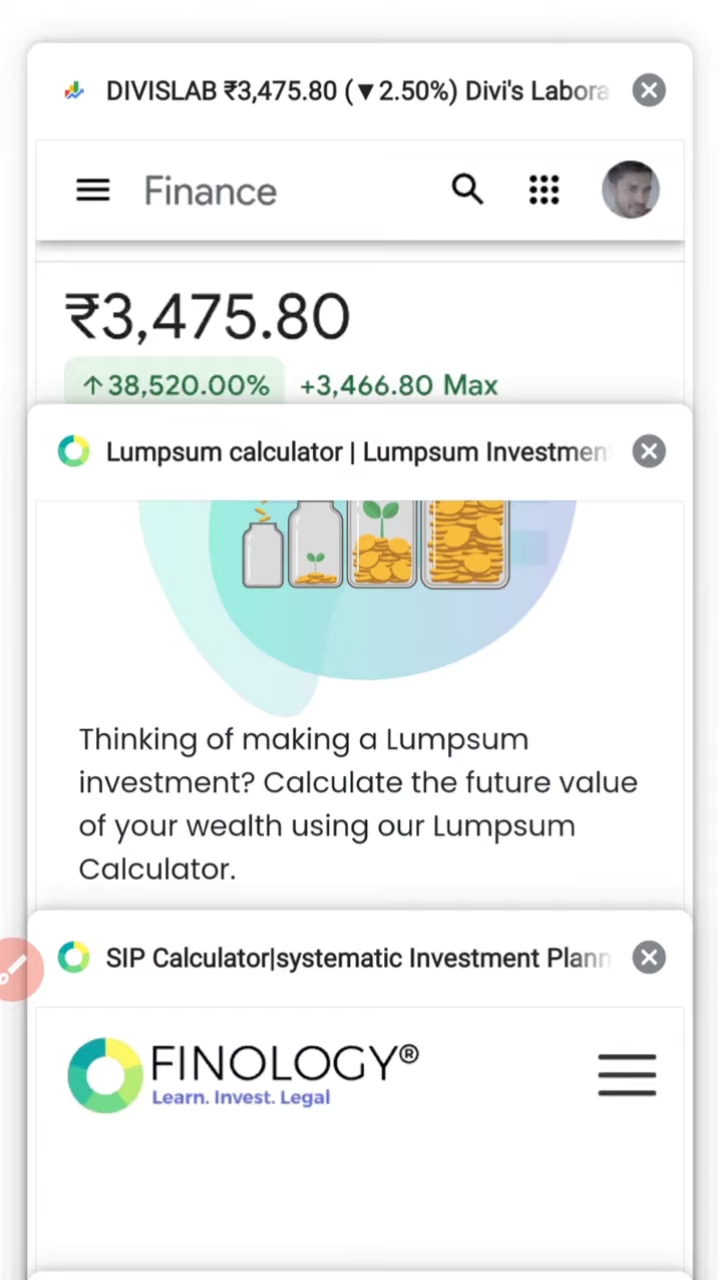 DIVISLAB ₹3,475.80 (▼2.50%) Divi's Labora
Finance
₹3,475.80
↑38,520.00% +3,466.80 Max
Lumpsum calculator | Lumpsum Investmen
Thinking of making a Lumpsum
investment? Calculate the future value
of your wealth using our Lumpsum
Calculator.
SIP Calculator|systematic Investment Plann
FINOLOGY®
Learn. Invest. Legal